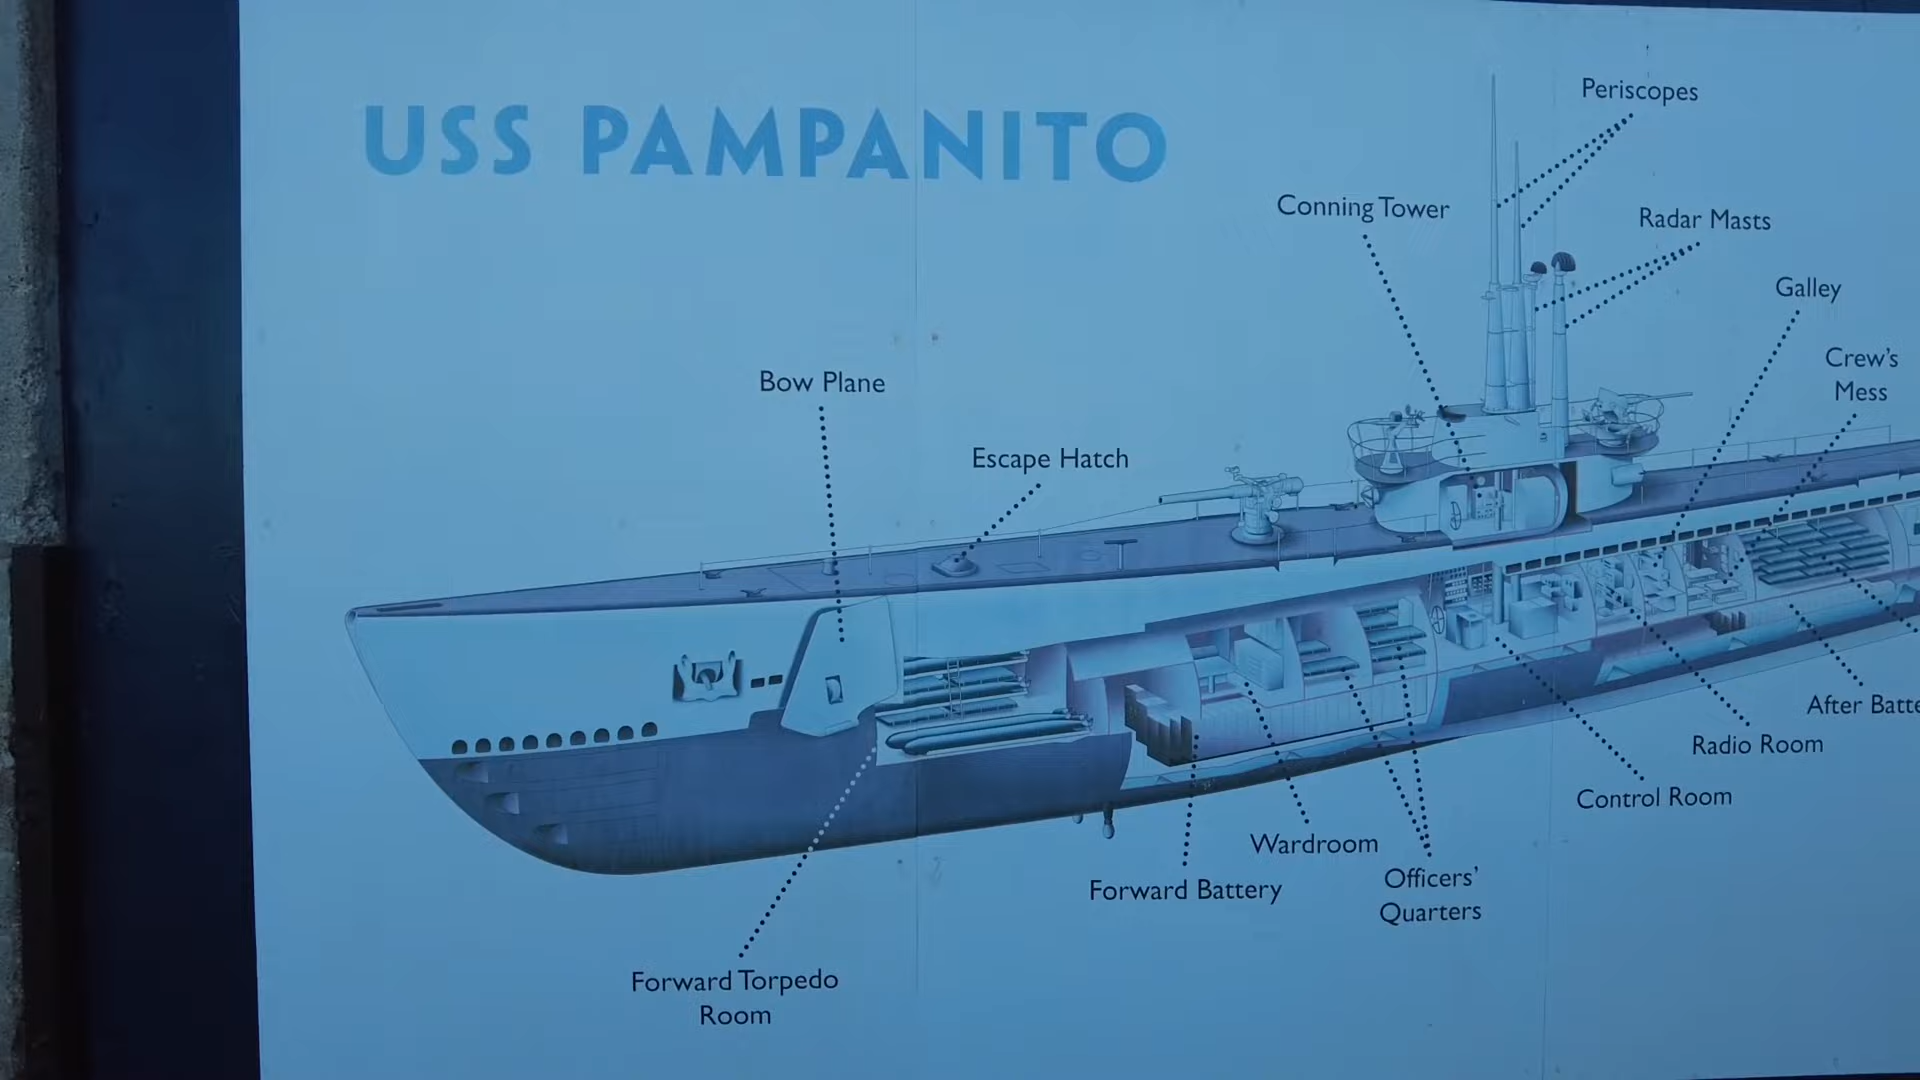 USS PAMPANITO
Periscopes
Conning Tower
Radar Masts
Galley
Crew's
Mess
Bow Plane
Escape Hatch
After
Radio Room
Control Room
Wardroom
Forward Battery
Officers'
Quarters
Forward Torpedo
Room